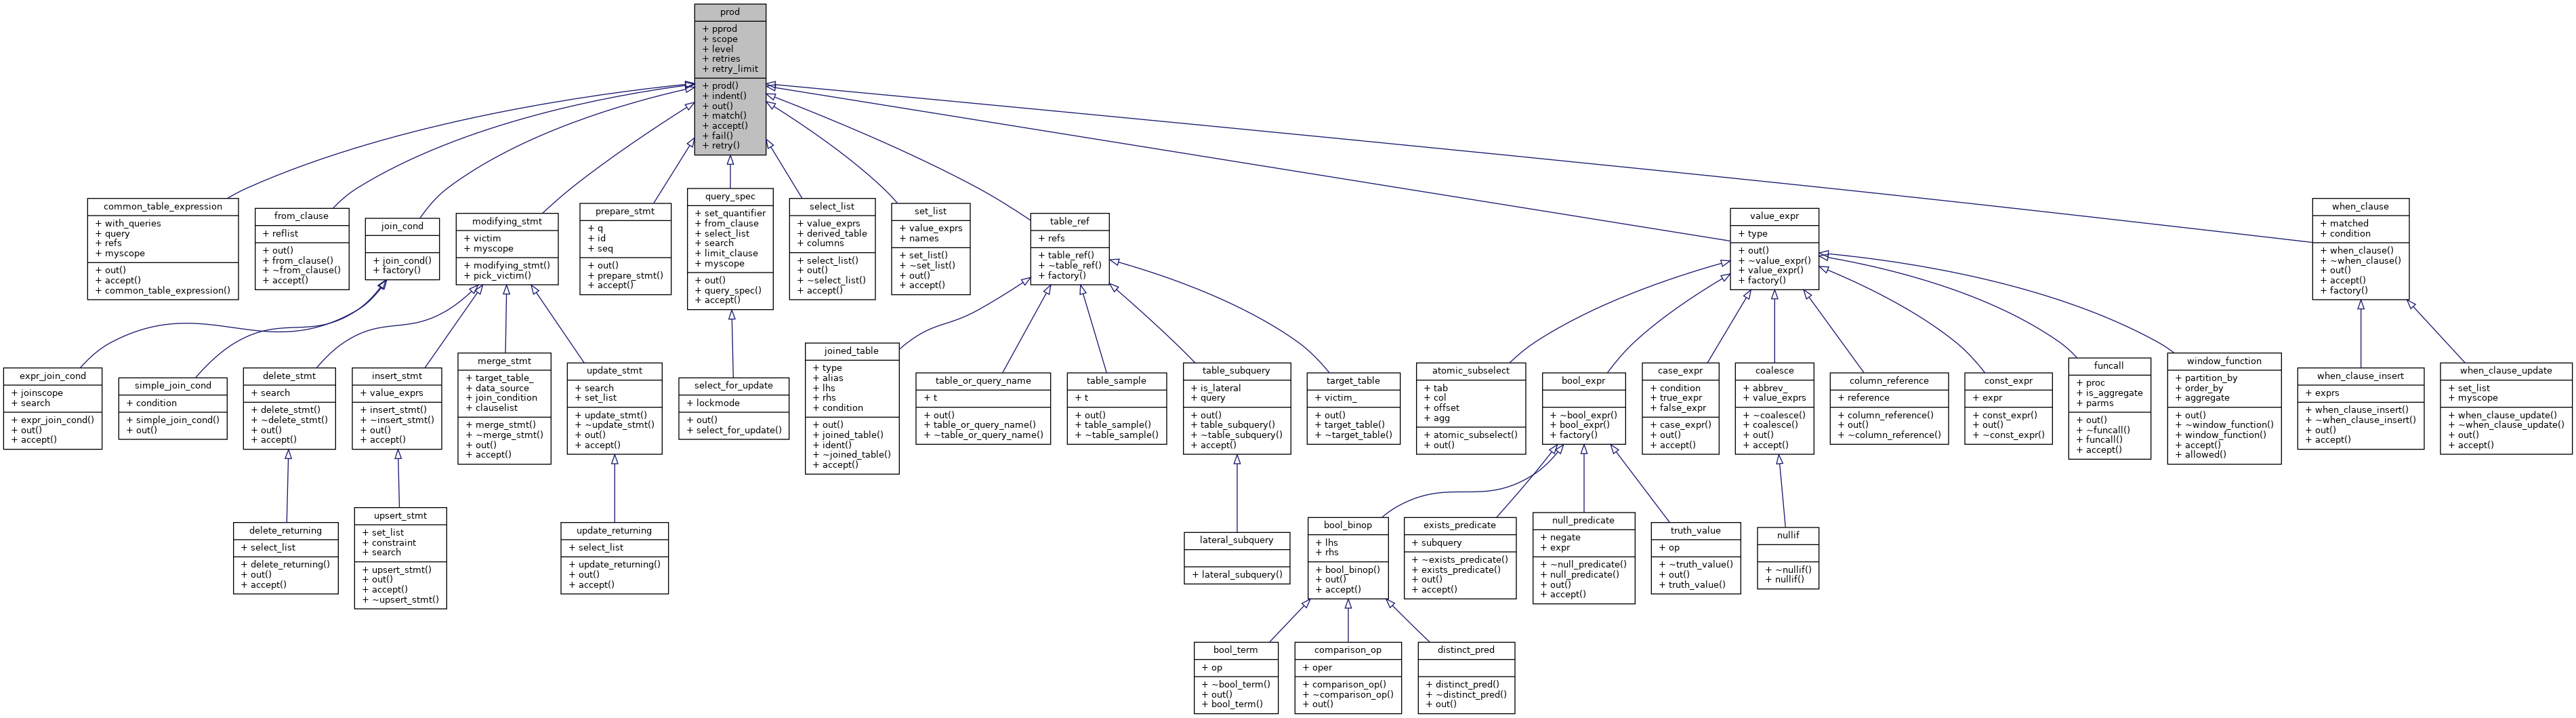 prod
+ pprod
+ scope
+ level
+ retries
+ retry_limit
+ prod()
+ indent()
+ out()
+ match()
+ accept()
+ fail()
+ retry()
common_table_expression
+ with_queries
+ query
+ refs
+ myscope
+ out()
+ accept()
+ common_table_expression()
from_clause
+ reflist
+ out()
+ from_clause()
+ ~from_clause()
+ accept()
join_cond
+ join_cond()
+ factory()
modifying_stmt
+ victim
+ myscope
+ modifying_stmt()
+ pick_victim()
prepare_stmt
+ q
+ id
+ seq
+ out()
+ prepare_stmt()
+ accept()
query_spec
+ set_quantifier
+ from_clause
+ select_list
+ search
+ limit_clause
+ myscope
+ out()
+ query_spec()
+ accept()
select_list
+ value_exprs
+ derived_table
+ columns
+ select_list()
+ out()
+ ~select_list()
+ accept()
set_list
+ value_exprs
+ names
+ set_list()
+ ~set_list()
+ out()
+ accept()
table_ref
+ refs
+ table_ref()
+ ~table_ref()
+ factory()
value_expr
+ type
+ out()
+ ~value_expr()
+ value_expr()
+ factory()
when_clause
+ matched
+ condition
+ when_clause()
+ ~when_clause()
+ out()
+ accept()
+ factory()
expr_join_cond
+ joinscope
+ search
+ expr_join_cond()
+ out()
+ accept()
simple_join_cond
+ condition
+ simple_join_cond()
+ out()
delete_stmt
+ search
+ delete_stmt()
+ ~delete_stmt()
+ out()
+ accept()
insert_stmt
+ value_exprs
+ insert_stmt()
+ ~insert_stmt()
+ out()
+ accept()
merge_stmt
+ target_table_
+ data_source
+ join_condition
+ clauselist
+ merge_stmt()
+ ~merge_stmt()
+ out()
+ accept()
update_stmt
+ search
+ set_list
+ update_stmt()
+ ~update_stmt()
+ out()
+ accept()
select_for_update
+ lockmode
+ out()
+ select_for_update()
joined_table
+ type
+ alias
+ lhs
+ rhs
+ condition
+ out()
+ joined_table()
+ ident()
+ ~joined_table()
+ accept()
table_or_query_name
+ t
+ out()
+ table_or_query_name()
+ ~table_or_query_name()
table_sample
+ t
+ out()
+ table_sample()
+ ~table_sample()
table_subquery
+ is_lateral
+ query
+ out()
+ table_subquery()
+ ~table_subquery()
+ accept()
target_table
+ victim_
+ out()
+ target_table()
+ ~target_table()
atomic_subselect
+ tab
+ col
+ offset
+ agg
+ atomic_subselect()
+ out()
bool_expr
+ ~bool_expr()
+ bool_expr()
+ factory()
case_expr
+ condition
+ true_expr
+ false_expr
+ case_expr()
+ out()
+ accept()
coalesce
+ abbrev_
+ value_exprs
+ ~coalesce()
+ coalesce()
+ out()
+ accept()
column_reference
+ reference
+ column_reference()
+ out()
+ ~column_reference()
const_expr
+ expr
+ const_expr()
+ out()
+ ~const_expr()
funcall
+ proc
+ is_aggregate
+ parms
+ out()
+ ~funcall()
+ funcall()
+ accept()
window_function
+ partition_by
+ order_by
+ aggregate
+ out()
+ ~window_function()
+ window_function()
+ accept()
+ allowed()
when_clause_insert
+ exprs
+ when_clause_insert()
+ ~when_clause_insert()
+ out()
+ accept()
when_clause_update
+ set_list
+ myscope
+ when_clause_update()
+ ~when_clause_update()
+ out()
+ accept()
delete_returning
+ select_list
+ delete_returning()
+ out()
+ accept()
upsert_stmt
+ set_list
+ constraint
+ search
+ upsert_stmt()
+ out()
+ accept()
+ ~upsert_stmt()
update_returning
+ select_list
+ update_returning()
+ out()
+ accept()
lateral_subquery
+ lateral_subquery()
bool_binop
+ lhs
+ rhs
+ bool_binop()
+ out()
+ accept()
exists_predicate
+ subquery
+ ~exists_predicate()
+ exists_predicate()
+ out()
+ accept()
null_predicate
+ negate
+ expr
+ ~null_predicate()
+ null_predicate()
+ out()
+ accept()
truth_value
+ op
+ ~truth_value()
+ out()
+ truth_value()
nullif
+ ~nullif()
+ nullif()
bool_term
+ op
+ ~bool_term()
+ out()
+ bool_term()
comparison_op
+ oper
+ comparison_op()
+ ~comparison_op()
+ out()
distinct_pred
+ distinct_pred()
+ ~distinct_pred()
+ out()